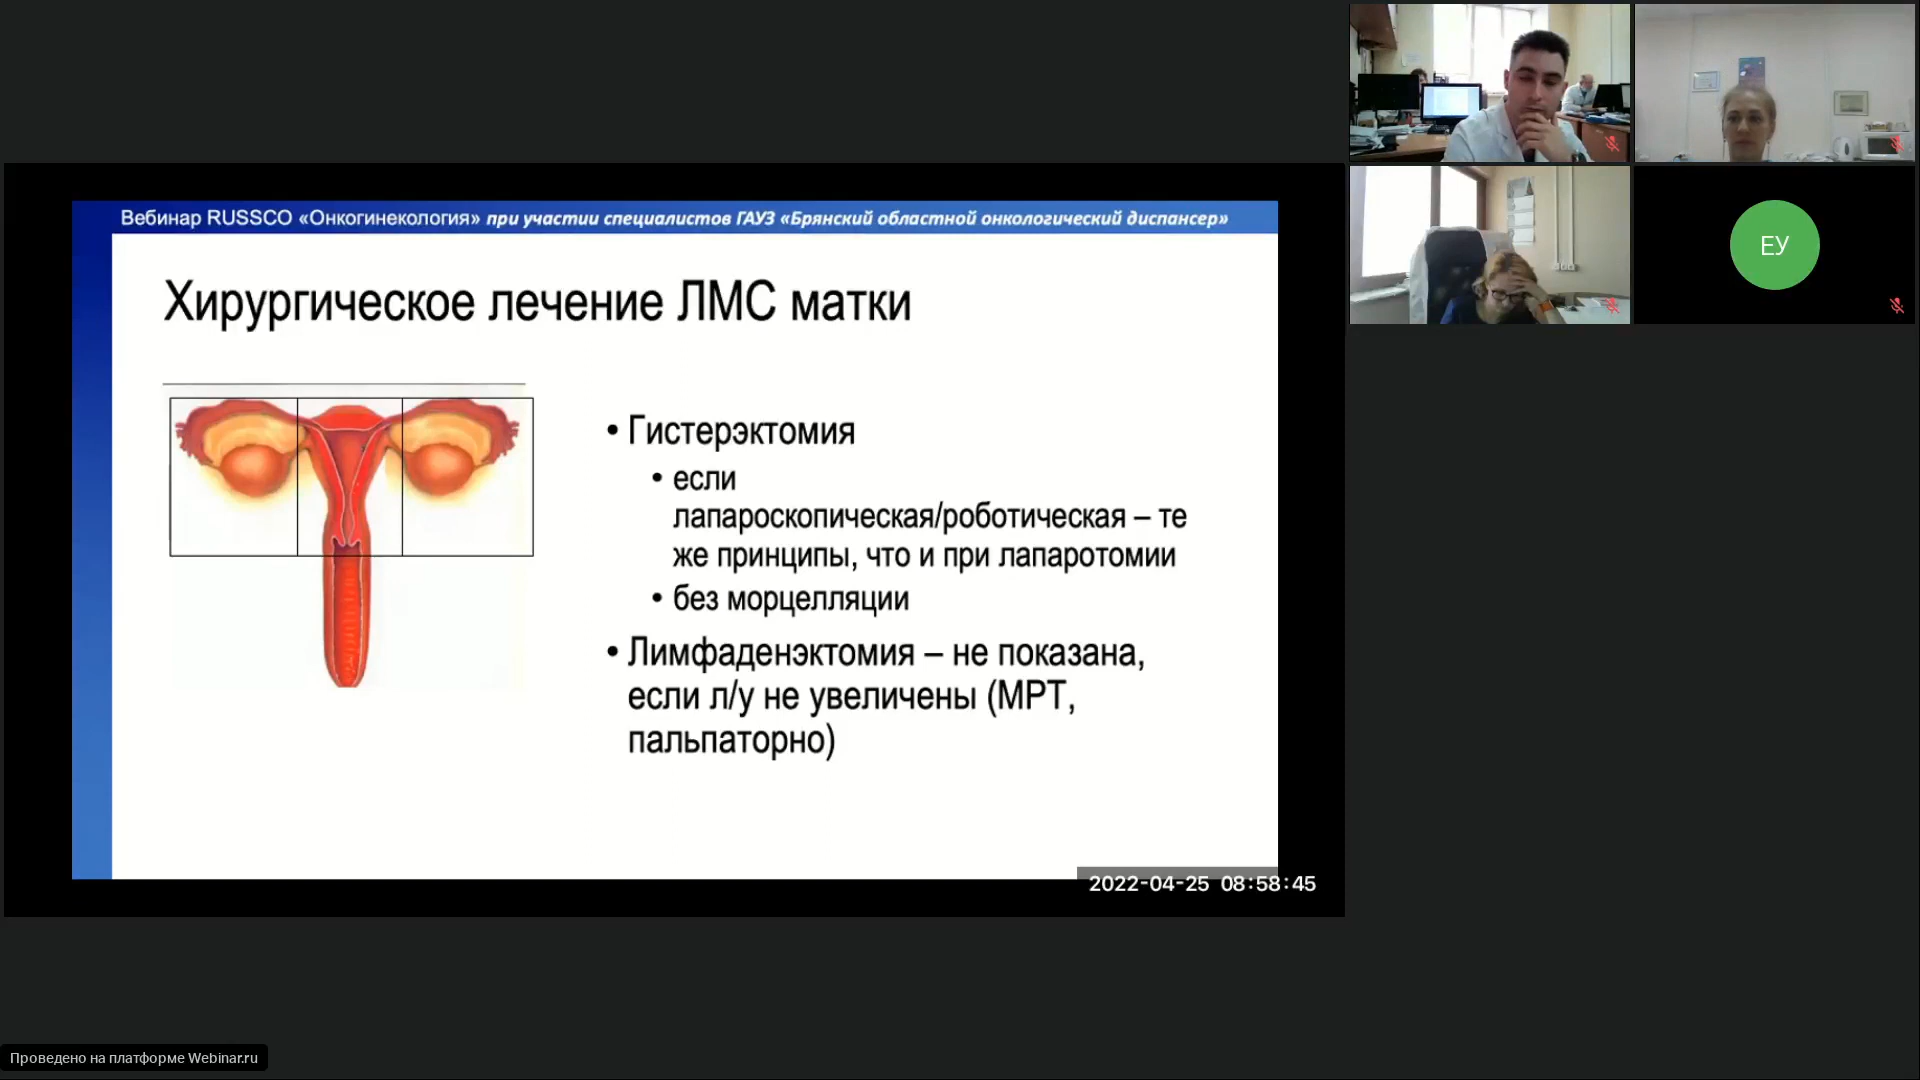 Вебинар RUSSCO «Онкогинекология» при участии специалистов ГАУЗ «Брянский областной онкологический диспансер»
Хирургическое лечение ЛМС матки
• Гистерэктомия
• если
лапароскопическая/роботическая – те
же принципы, что и при лапаротомии
• без морцелляции
• Лимфаденэктомия – не показана,
если л/у не увеличены (МРТ,
пальпаторно)
2022-04-25 08:58:45
ЕУ
Проведено на платформе Webinar.ru